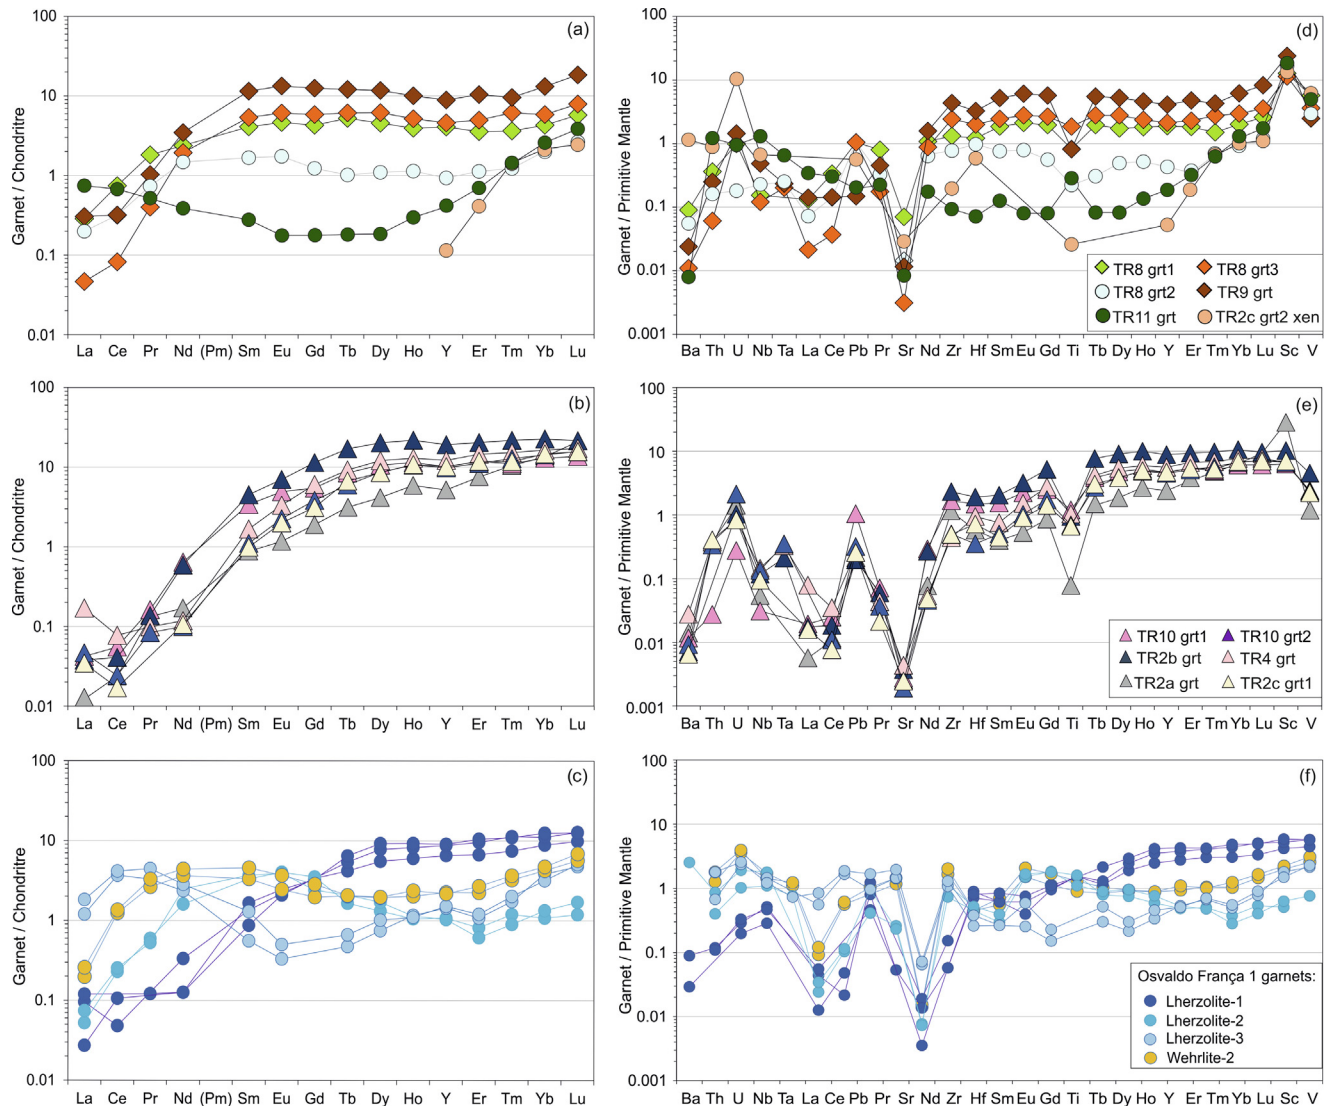 100
10
1
0.1
0.01
Garnet / Chondritre
(a)
La Ce Pr Nd (Pm) Sm Eu Gd Tb Dy Ho Y Er Tm Yb Lu
100
10
1
0.1
0.01
0.001
Garnet / Primitive Mantle
(d)
TR8 grt1
TR8 grt3
TR8 grt2
TR9 grt
TR11 grt
TR2c grt2 xen
Ba Th U Nb Ta La Ce Pb Pr Sr Nd Zr Hf Sm Eu Gd Ti Tb Dy Ho Y Er Tm Yb Lu Sc V
100
10
1
0.1
0.01
Garnet / Chondritre
(b)
La Ce Pr Nd (Pm) Sm Eu Gd Tb Dy Ho Y Er Tm Yb Lu
100
10
1
0.1
0.01
0.001
Garnet / Primitive Mantle
(e)
TR10 grt1
TR10 grt2
TR2b grt
TR4 grt
TR2a grt
TR2c grt1
Ba Th U Nb Ta La Ce Pb Pr Sr Nd Zr Hf Sm Eu Gd Ti Tb Dy Ho Y Er Tm Yb Lu Sc V
100
10
1
0.1
0.01
Garnet / Chondritre
(c)
La Ce Pr Nd (Pm) Sm Eu Gd Tb Dy Ho Y Er Tm Yb Lu
100
10
1
0.1
0.01
0.001
Garnet / Primitive Mantle
(f)
Osvaldo França 1 garnets:
Lherzolite-1
Lherzolite-2
Lherzolite-3
Wehrlite-2
Ba Th U Nb Ta La Ce Pb Pr Sr Nd Zr Hf Sm Eu Gd Ti Tb Dy Ho Y Er Tm Yb Lu Sc V